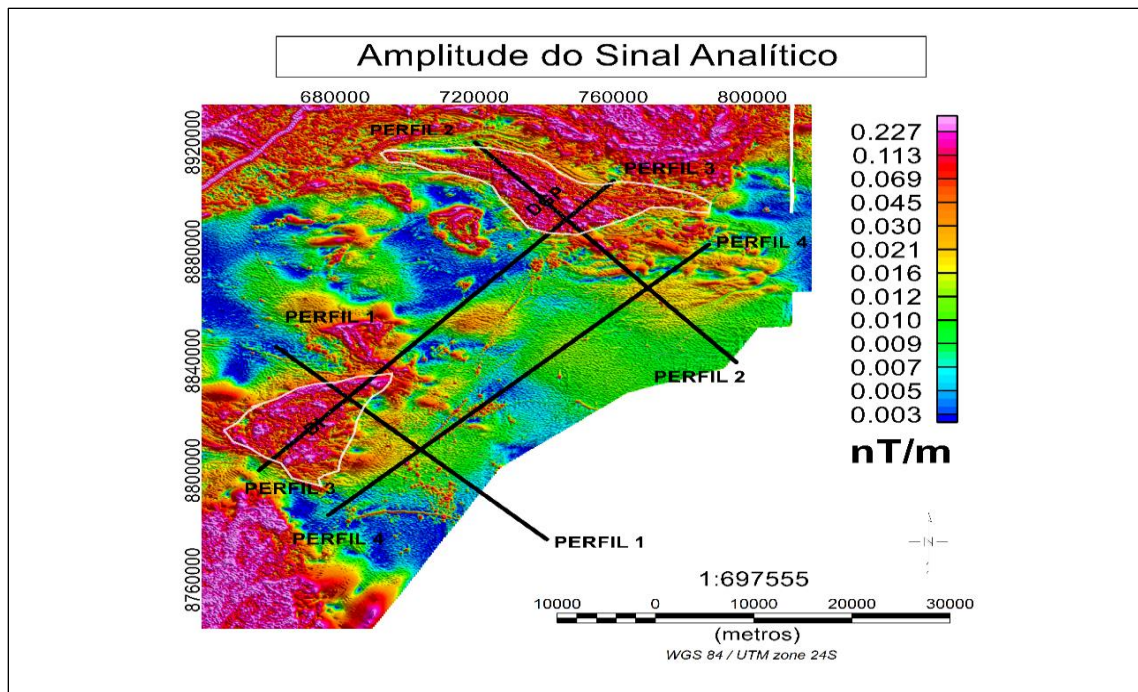 Amplitude do Sinal Analítico
680000 720000 760000 800000
8920000
8880000
8840000
8800000
8760000
PERFIL 2
PERFIL 3
PERFIL 4
PERFIL 1
PERFIL 2
PERFIL 3
PERFIL 4
PERFIL 1
0.227
0.113
0.069
0.045
0.030
0.021
0.016
0.012
0.010
0.009
0.007
0.005
0.003
nT/m
N
1:697555
10000 0 10000 20000 30000
(metros)
WGS 84 / UTM zone 24S